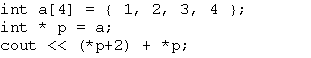 int a[4] = { 1, 2, 3, 4 };
int * p = a;
cout << (*p+2) + *p;